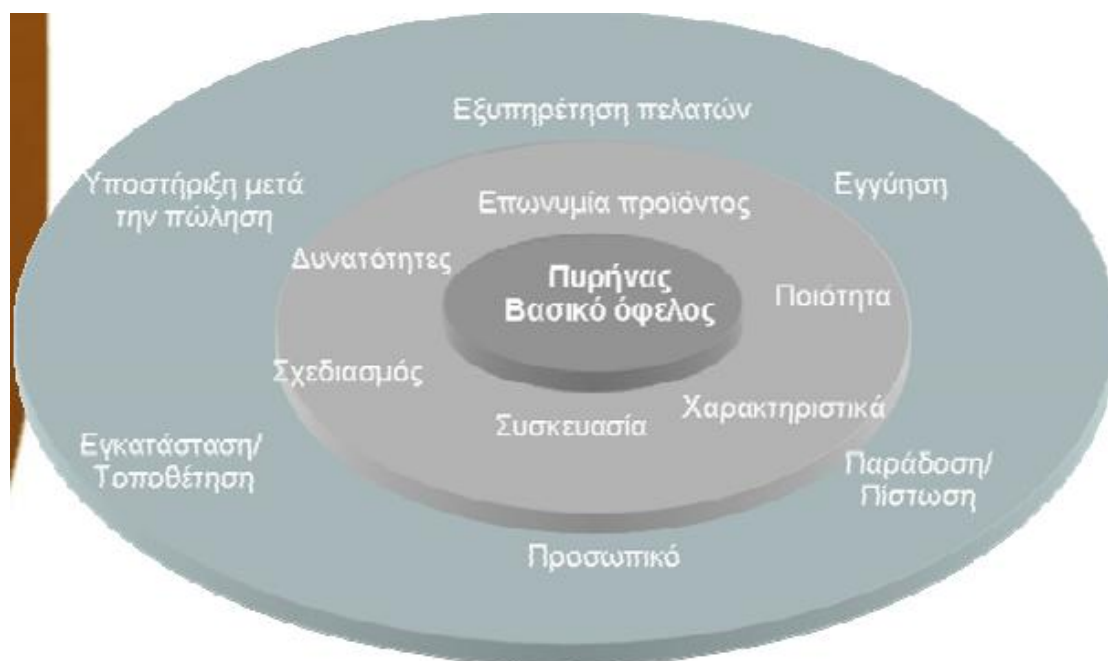 Εξυπηρέτηση πελατών
Υποστήριξη μετά
την πώληση
Εγγύηση
Επωνυμία προϊόντος
Δυνατότητες
Πυρήνας
Βασικό όφελος
Ποιότητα
Σχεδιασμός
Συσκευασία
Χαρακτηριστικά
Εγκατάσταση/
Τοποθέτηση
Παράδοση/
Πίστωση
Προσωπικό